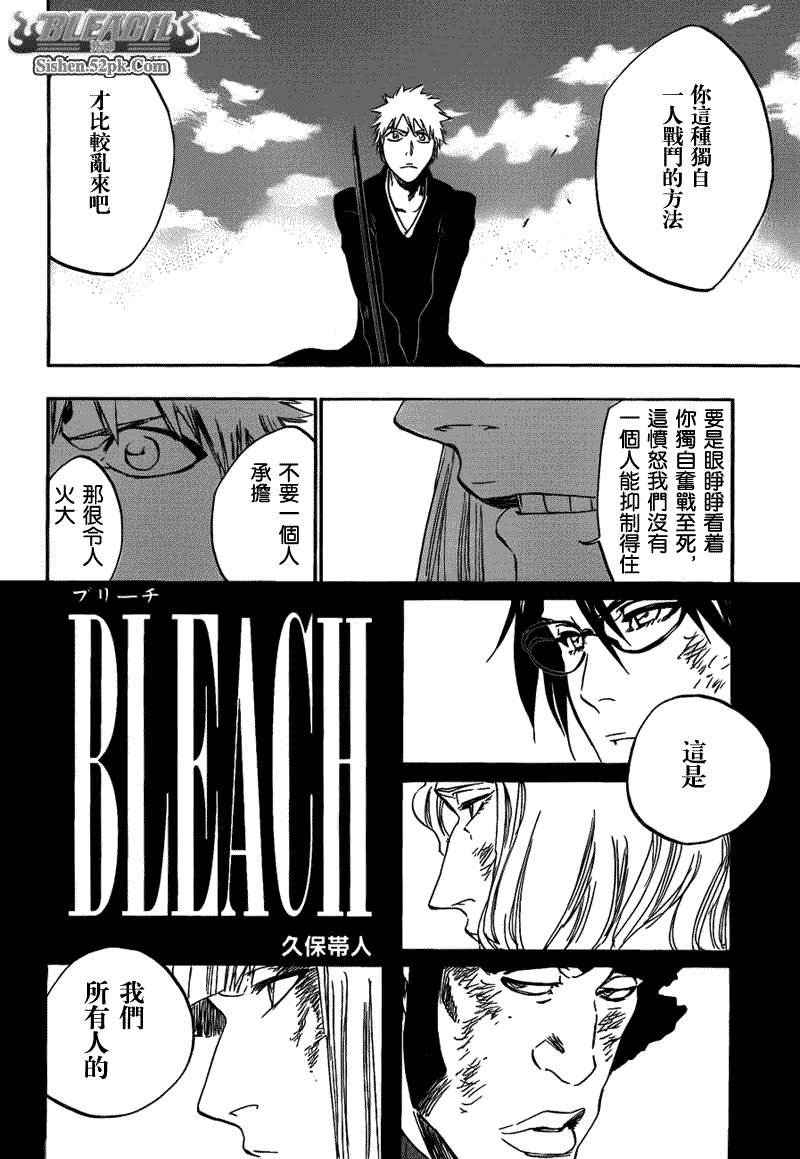 BLEACH
死神
Sishen.52pk.Com
你這種獨自
一人戰鬥的方法
才比較亂來吧
要是眼睜睜看着
你獨自奮戰至死，
這憤怒我們沒有
一個人能抑制得住
不要一個人
承擔
那很令人
火大
ブリーチ
BLEACH
久保帯人
這是
我們
所有人的